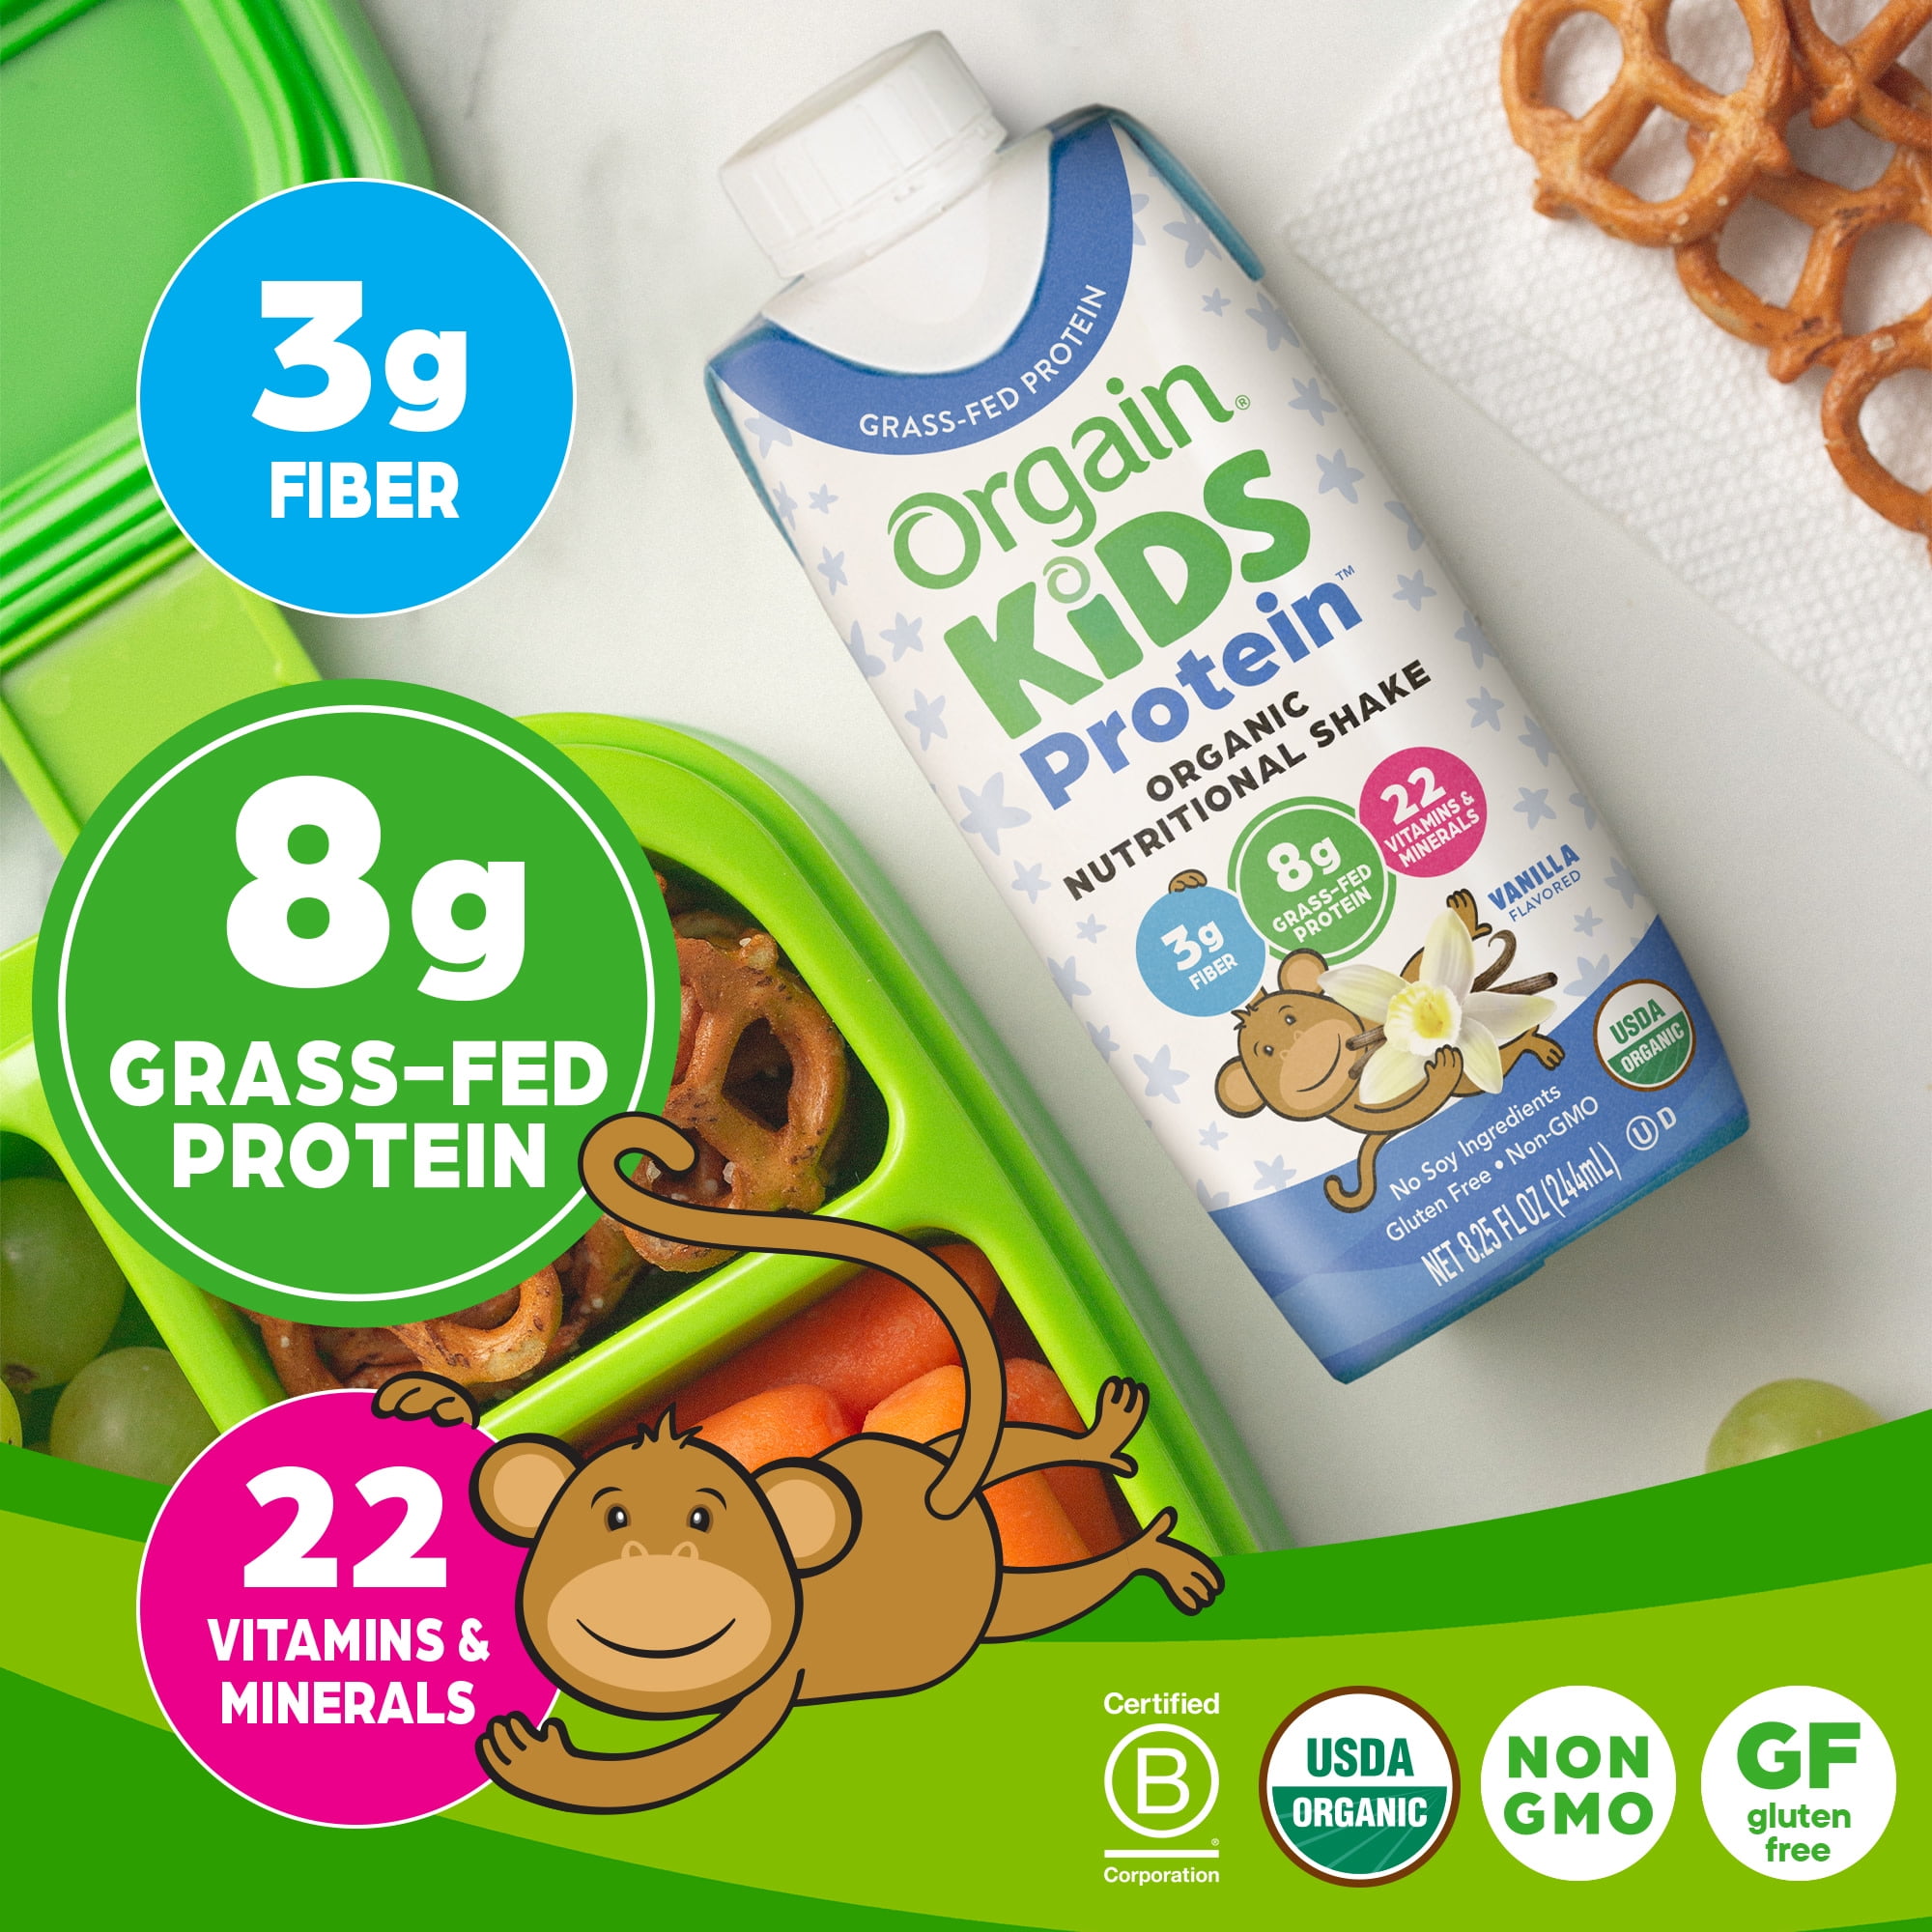 3g
FIBER
8g
GRASS-FED
PROTEIN
22
VITAMINS &
MINERALS
GRASS-FED PROTEIN
Orgain®
KiDS
Protein™
ORGANIC
NUTRITIONAL SHAKE
3g
FIBER
8g
GRASS-FED
PROTEIN
22
VITAMINS &
MINERALS
VANILLA
FLAVORED
USDA
ORGANIC
No Soy Ingredients
Gluten Free • Non-GMO
NET 8.25 FL OZ (244mL)
U D
Certified
B
®
Corporation
USDA
ORGANIC
NON
GMO
GF
gluten
free